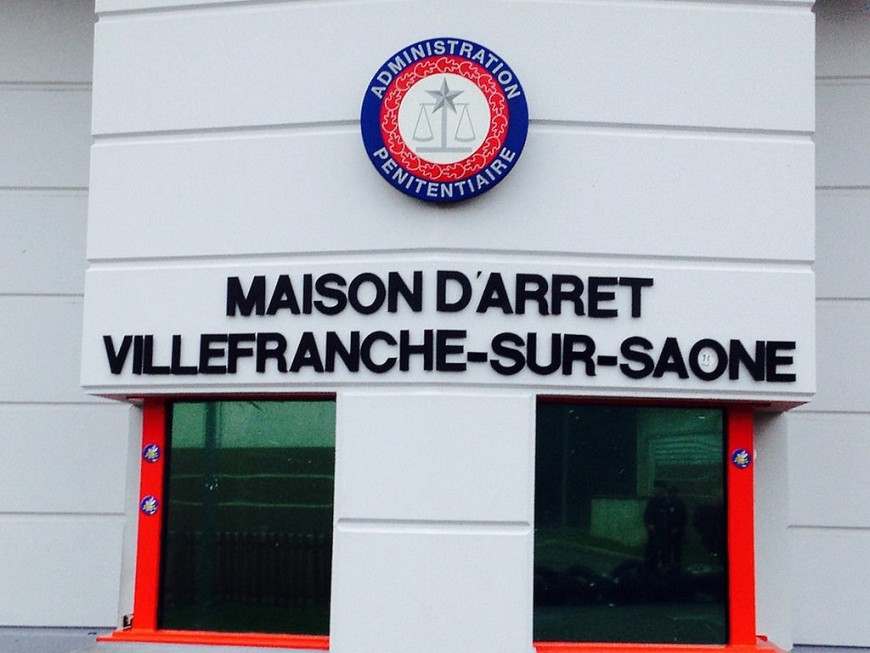 ADMINISTRATION
PENITENTIAIRE
MAISON D'ARRET
VILLEFRANCHE-SUR-SAONE